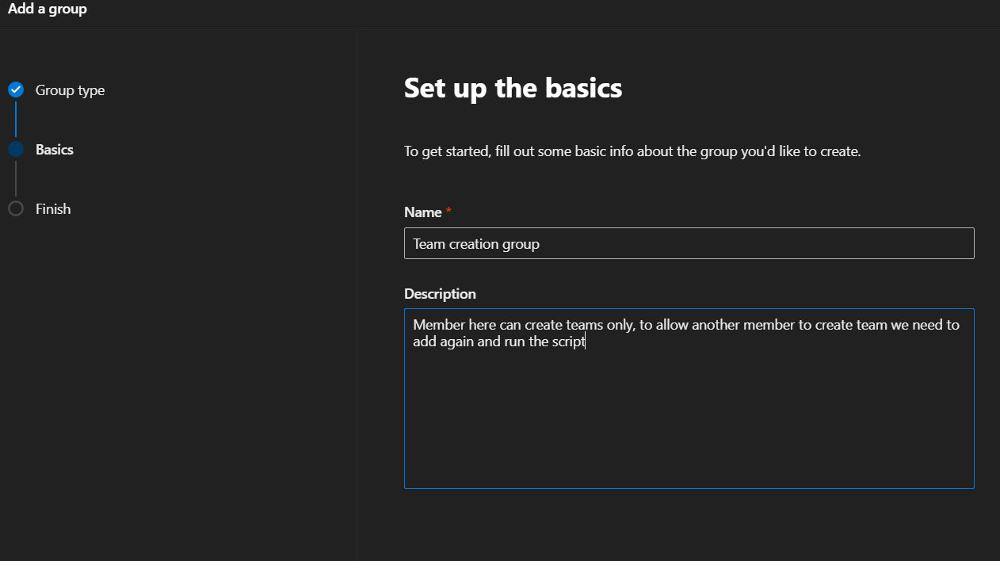 Add a group
Group type
Basics
Finish
Set up the basics
To get started, fill out some basic info about the group you'd like to create.
Name *
Team creation group
Description
Member here can create teams only, to allow another member to create team we need to
add again and run the script